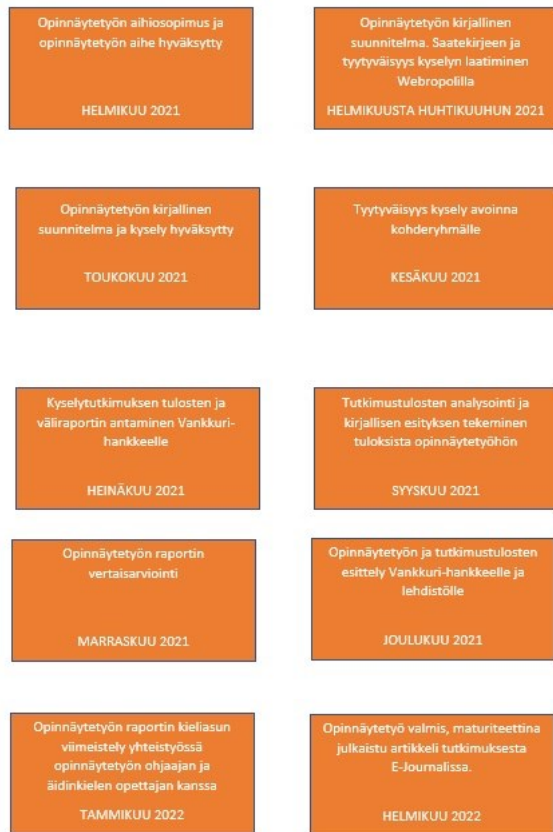 Opinnäytetyön aihiosopimus ja
opinnäytetyön aihe hyväksytty
HELMIKUU 2021
Opinnäytetyön kirjallinen
suunnitelma. Saatekirjeen ja
tyytyväisyys kyselyn laatiminen
Webropolilla
HELMIKUUSTA HUHTIKUUHUN 2021
Opinnäytetyön kirjallinen
suunnitelma ja kysely hyväksytty
TOUKOKUU 2021
Tyytyväisyys kysely avoinna
kohderyhmälle
KESÄKUU 2021
Kyselytutkimuksen tulosten ja
väliraportin antaminen Vankkuri-
hankkeelle
HEINÄKUU 2021
Tutkimustulosten analysointi ja
kirjallisen esityksen tekeminen
tuloksista opinnäytetyöhön
SYYSKUU 2021
Opinnäytetyön raportin
vertaisarviointi
MARRASKUU 2021
Opinnäytetyön ja tutkimustulosten
esittely Vankkuri-hankkeelle ja
lehdistölle
JOULUKUU 2021
Opinnäytetyön raportin kieliasun
viimeistely yhteistyössä
opinnäytetyön ohjaajan ja
äidinkielen opettajan kanssa
TAMMIKUU 2022
Opinnäytetyö valmis, maturiteettina
julkaistu artikkeli tutkimuksesta
E-Journalissa.
HELMIKUU 2022